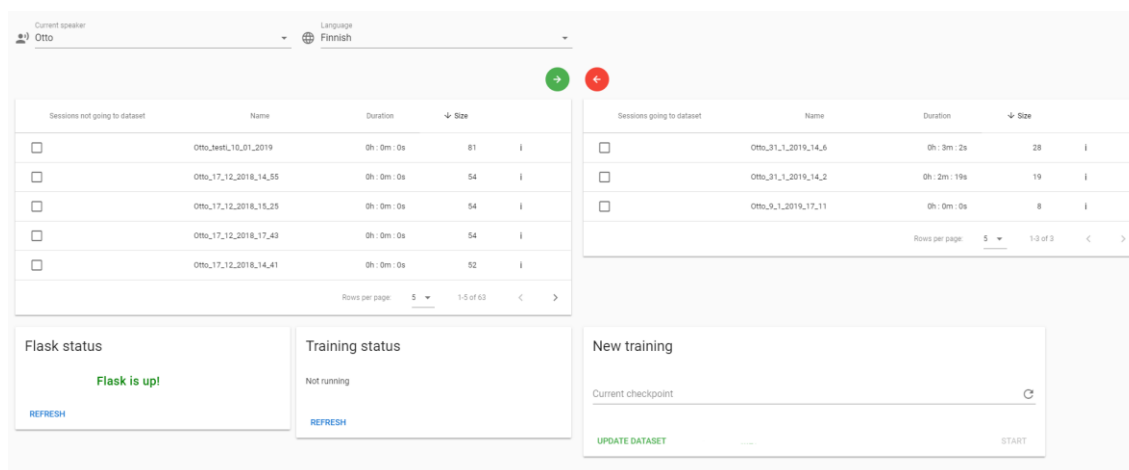 Current speaker
Otto
Language
Finnish
Sessions not going to dataset Name Duration Size
Otto_testi_10_01_2019 0h : 0m : 0s 81 i
Otto_17_12_2018_14_55 0h : 0m : 0s 54 i
Otto_17_12_2018_15_25 0h : 0m : 0s 54 i
Otto_17_12_2018_17_43 0h : 0m : 0s 54 i
Otto_17_12_2018_14_41 0h : 0m : 0s 52 i
Rows per page: 5 1-5 of 63
Sessions going to dataset Name Duration Size
Otto_31_1_2019_14_6 0h : 3m : 2s 28 i
Otto_31_1_2019_14_2 0h : 2m : 19s 19 i
Otto_9_1_2019_17_11 0h : 0m : 0s 8 i
Rows per page: 5 1-3 of 3
Flask status
Flask is up!
REFRESH
Training status
Not running
REFRESH
New training
Current checkpoint
UPDATE DATASET START